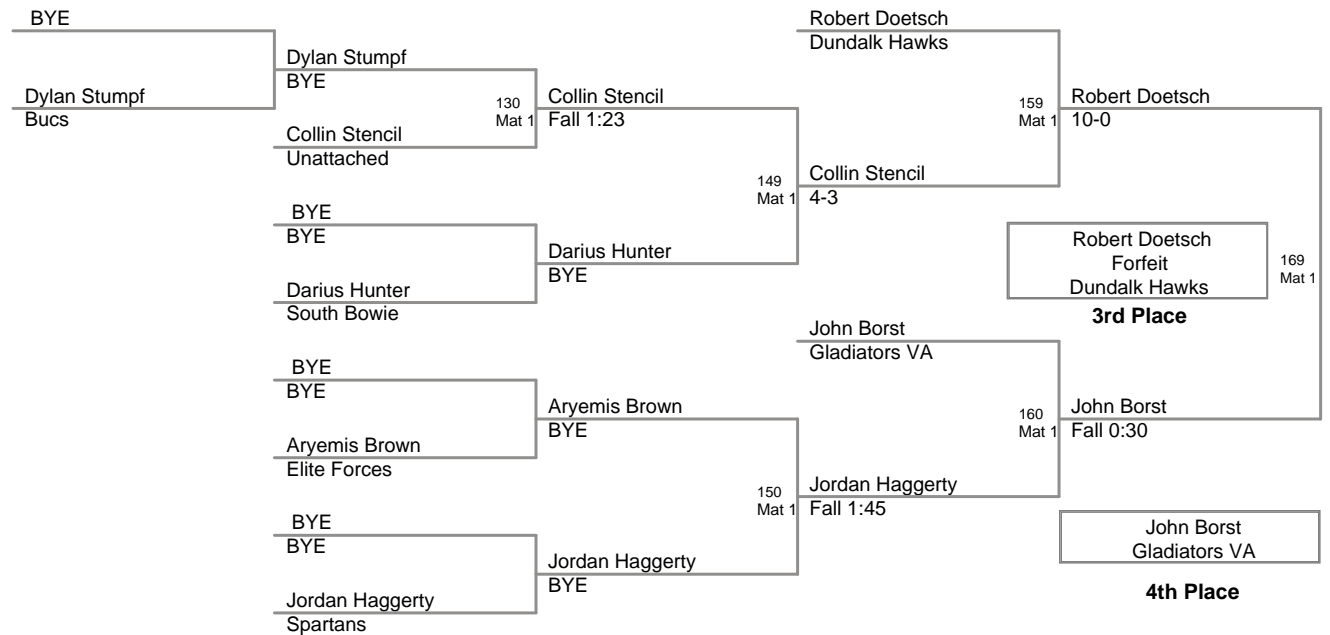 BYE
Dylan Stumpf
Bucs
Dylan Stumpf
BYE
Collin Stencil
Unattached
BYE
BYE
Darius Hunter
South Bowie
BYE
BYE
Aryemis Brown
Elite Forces
BYE
BYE
Jordan Haggerty
Spartans
130
Mat 1
Collin Stencil
Fall 1:23
Darius Hunter
BYE
Aryemis Brown
BYE
Jordan Haggerty
BYE
149
Mat 1
150
Mat 1
Robert Doetsch
Dundalk Hawks
Collin Stencil
4-3
John Borst
Gladiators VA
Jordan Haggerty
Fall 1:45
159
Mat 1
160
Mat 1
Robert Doetsch
10-0
John Borst
Fall 0:30
169
Mat 1
Robert Doetsch
Forfeit
Dundalk Hawks
3rd Place
John Borst
Gladiators VA
4th Place